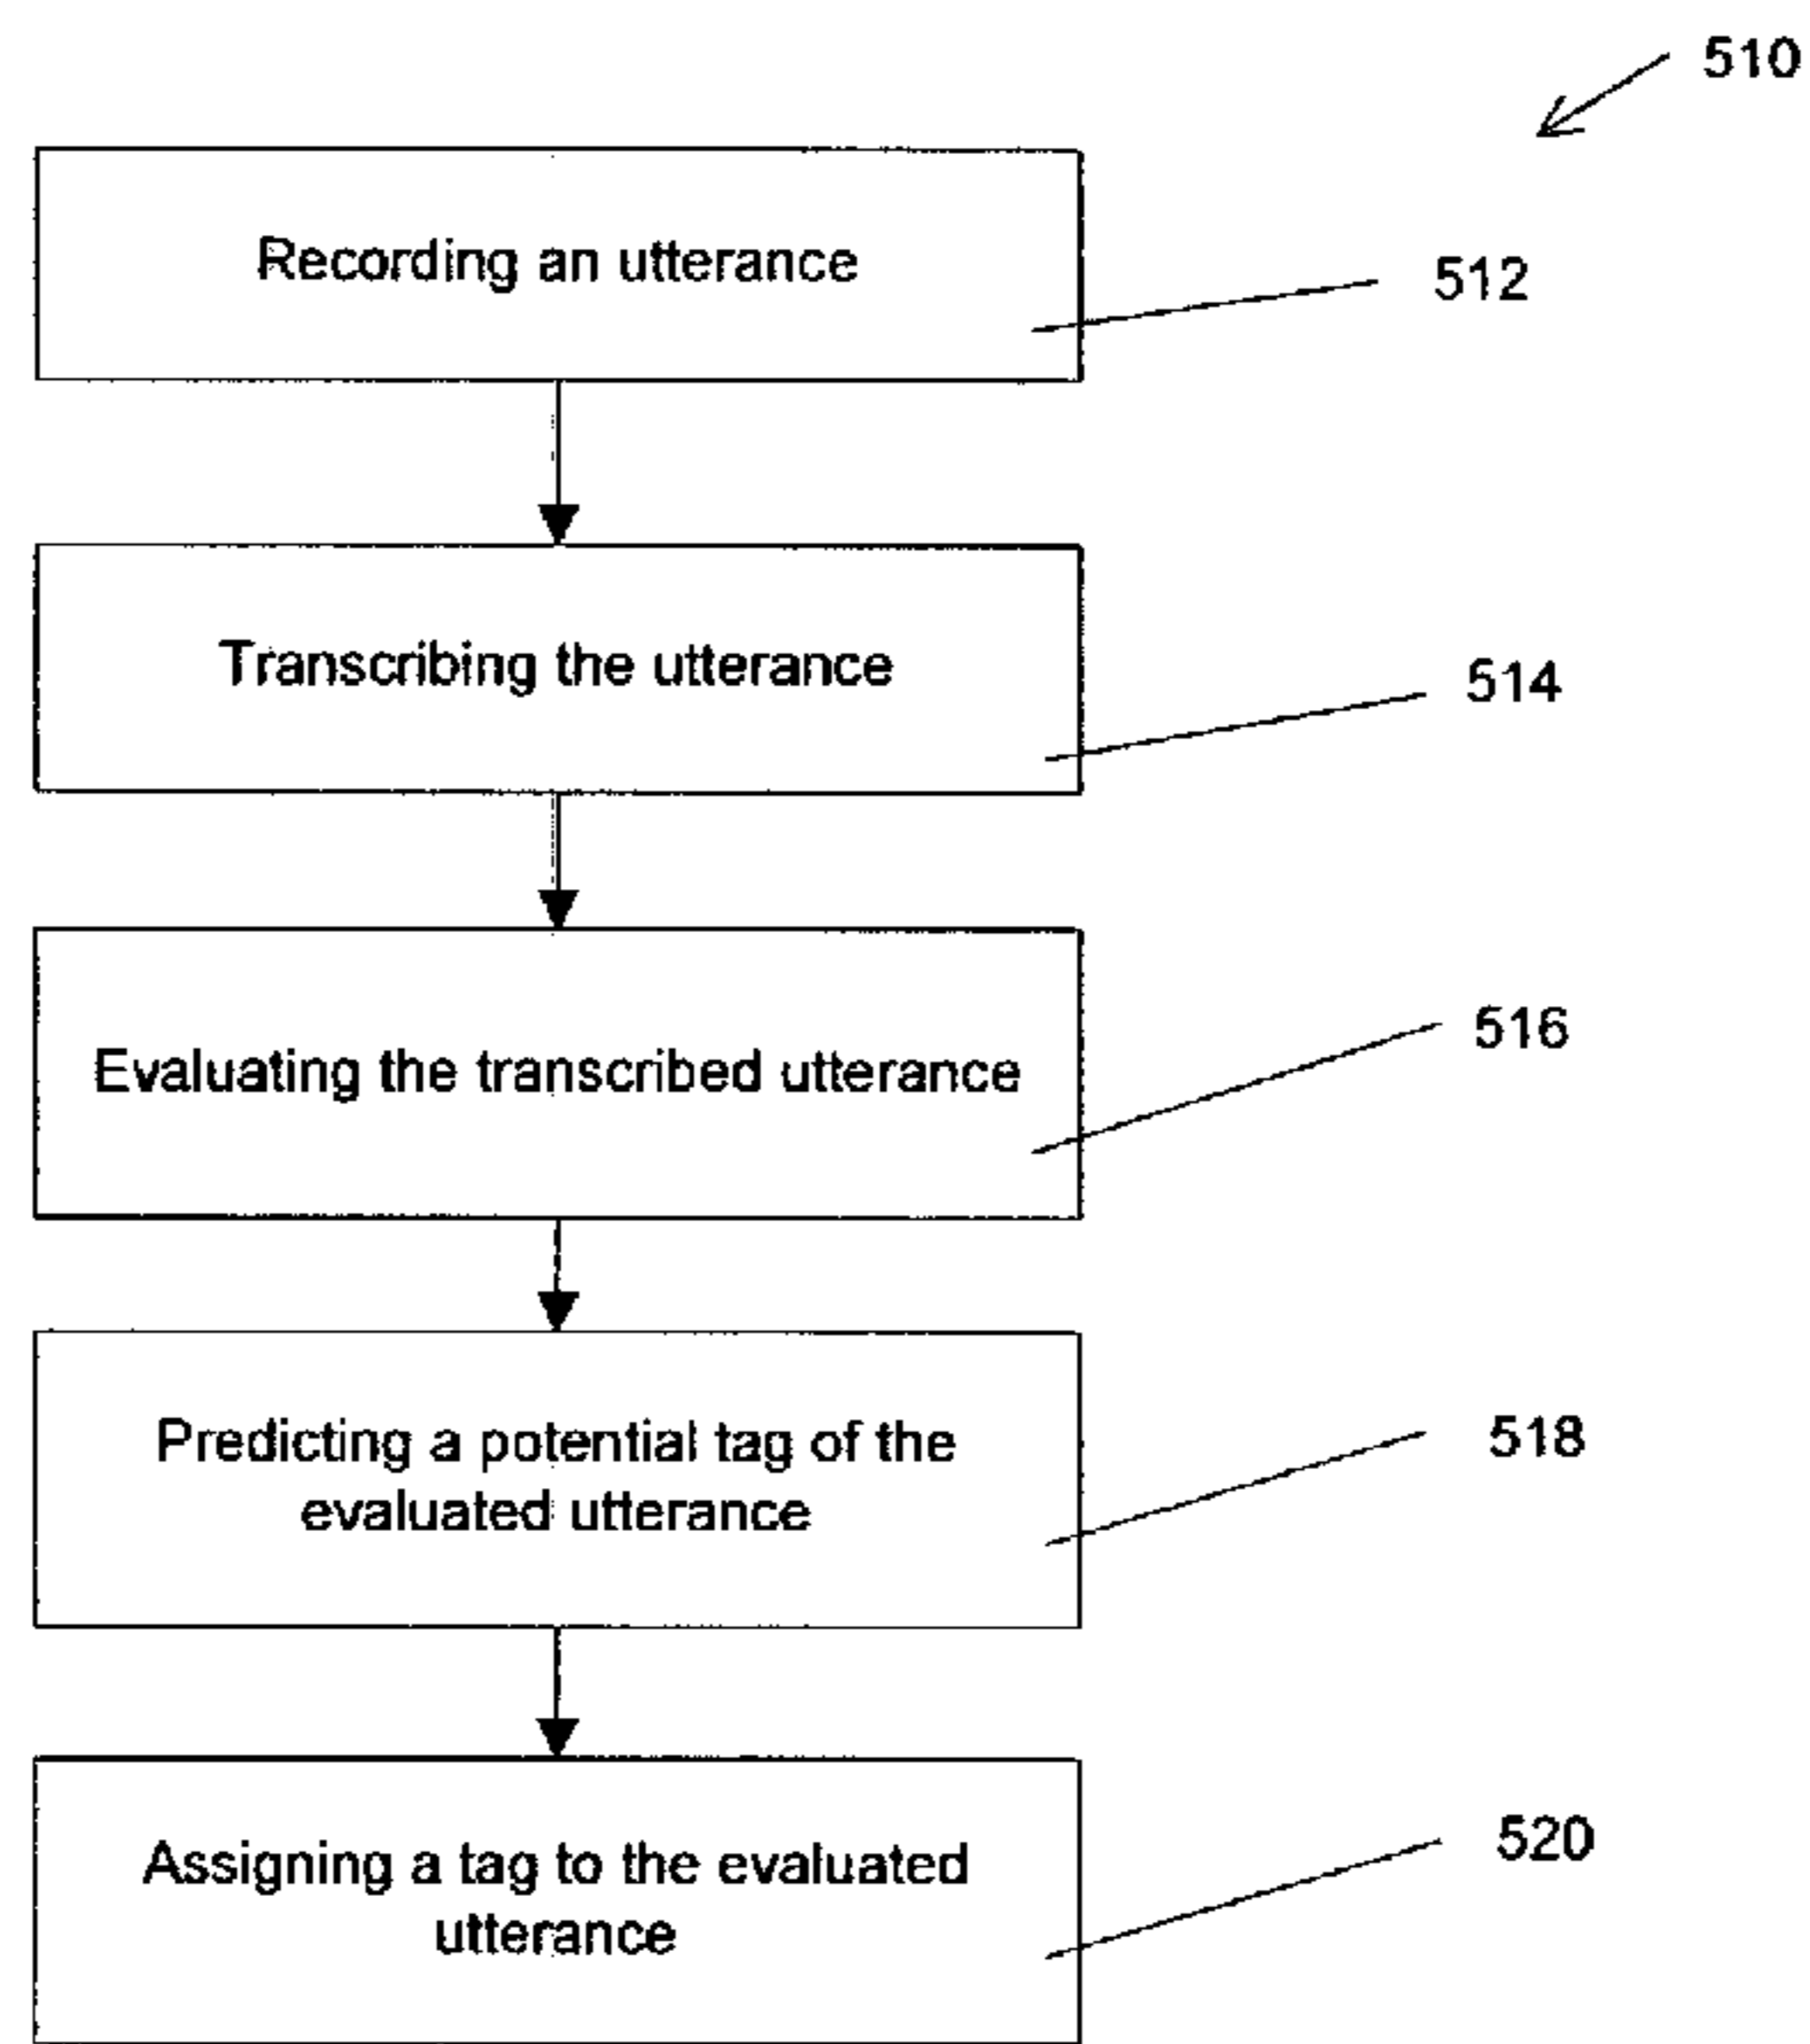 510
Recording an utterance
512
Transcribing the utterance
514
Evaluating the transcribed utterance
516
Predicting a potential tag of the
evaluated utterance
518
Assigning a tag to the evaluated
utterance
520